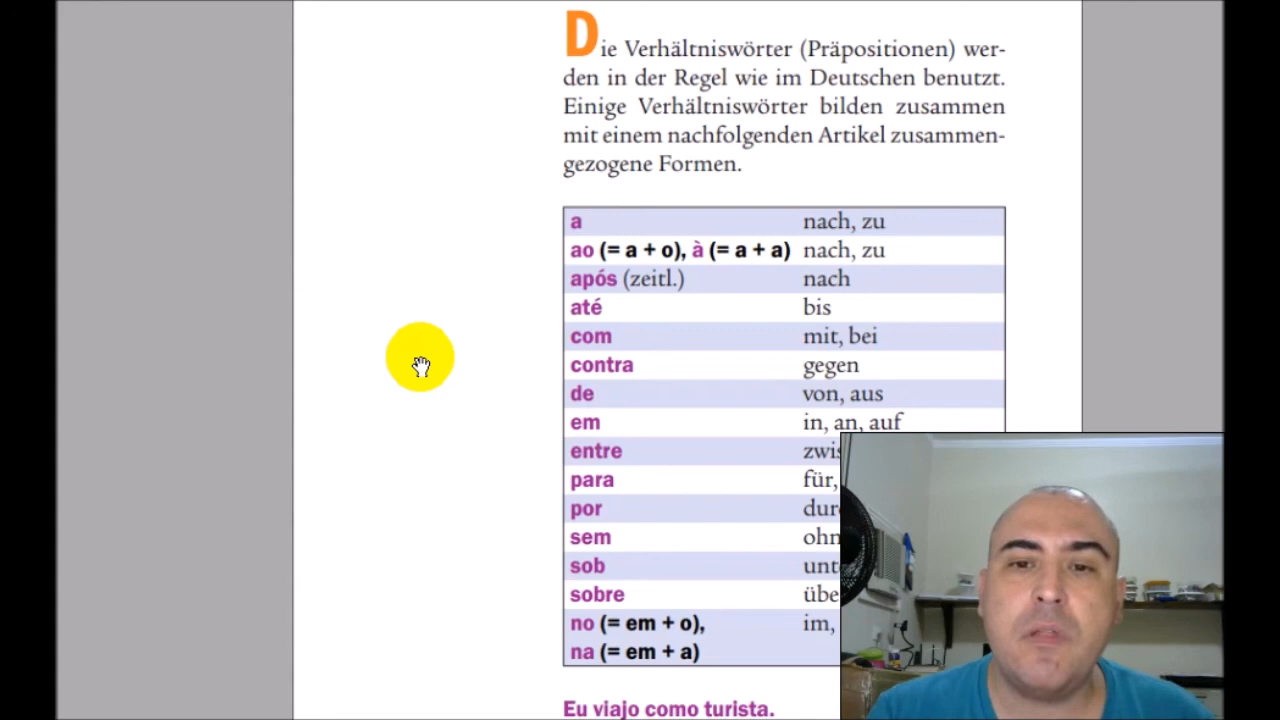 Die Verhältniswörter (Präpositionen) wer-
den in der Regel wie im Deutschen benutzt.
Einige Verhältniswörter bilden zusammen
mit einem nachfolgenden Artikel zusammen-
gezogene Formen.
a nach, zu
ao (= a + o), à (= a + a) nach, zu
após (zeitl.) nach
até bis
com mit, bei
contra gegen
de von, aus
em in, an, auf
entre
para für,
por
sem
sob
sobre
no (= em + o), im,
na (= em + a)
Eu viajo como turista.